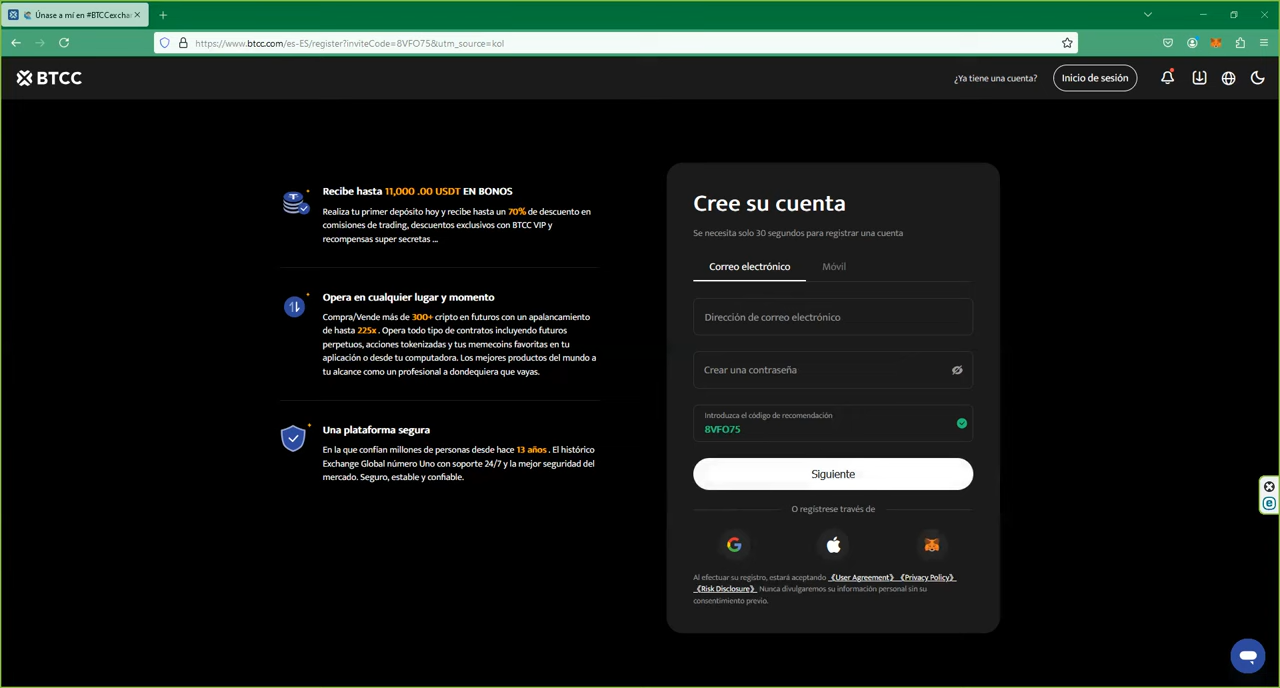 Únase a mí en #BTCCexchan
https://www.btcc.com/es-ES/register?inviteCode=8VFO75&utm_source=kol
BTCC
¿Ya tiene una cuenta?
Inicio de sesión
Recibe hasta 11,000 .00 USDT EN BONOS
Realiza tu primer depósito hoy y recibe hasta un 70% de descuento en
comisiones de trading, descuentos exclusivos con BTCC VIP y
recompensas super secretas ...
Opera en cualquier lugar y momento
Compra/Vende más de 300+ cripto en futuros con un apalancamiento
de hasta 225x . Opera todo tipo de contratos incluyendo futuros
perpetuos, acciones tokenizadas y tus memecoins favoritas en tu
aplicación o desde tu computadora. Los mejores productos del mundo a
tu alcance como un profesional a dondequiera que vayas.
Una plataforma segura
En la que confían millones de personas desde hace 13 años . El histórico
Exchange Global número Uno con soporte 24/7 y la mejor seguridad del
mercado. Seguro, estable y confiable.
Cree su cuenta
Se necesita solo 30 segundos para registrar una cuenta
Correo electrónico
Móvil
Dirección de correo electrónico
Crear una contraseña
Introduzca el código de recomendación
8VFO75
Siguiente
O regístrese través de
Al efectuar su registro, estará aceptando 《User Agreement》 《Privacy Policy》
《Risk Disclosure》 Nunca divulgaremos su información personal sin su
consentimiento previo.